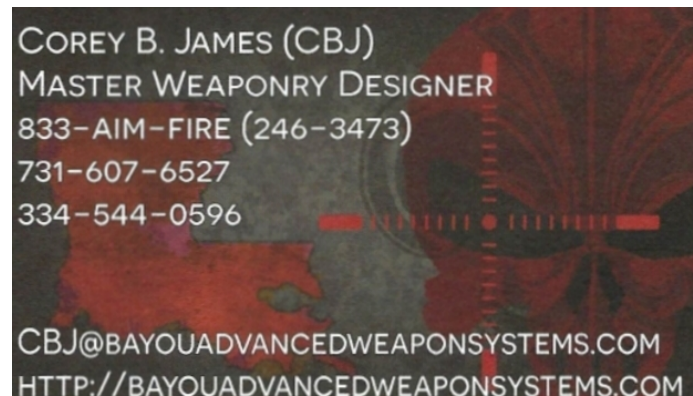 Corey B. James (CBJ)
Master Weaponry Designer
833-AIM-FIRE (246-3473)
731-607-6527
334-544-0596
CBJ@bayouadvancedweaponsystems.com
http://bayouadvancedweaponsystems.com